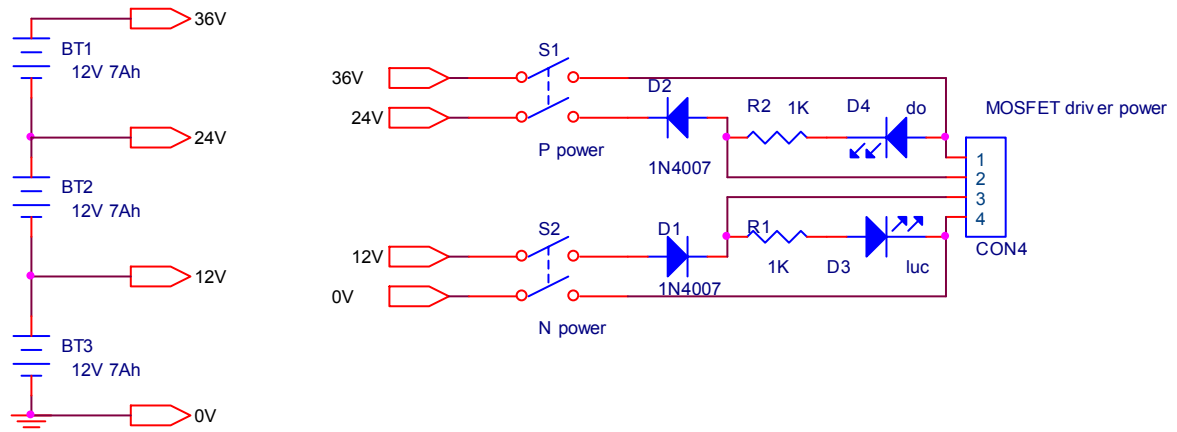 36V
BT1
12V 7Ah
24V
BT2
12V 7Ah
12V
BT3
12V 7Ah
0V
S1
36V
D2
24V
R2 1K D4 do
MOSFET driver power
P power
1N4007
1
2
3
4
CON4
S2
D1
R1
12V
1K D3 luc
0V
1N4007
N power